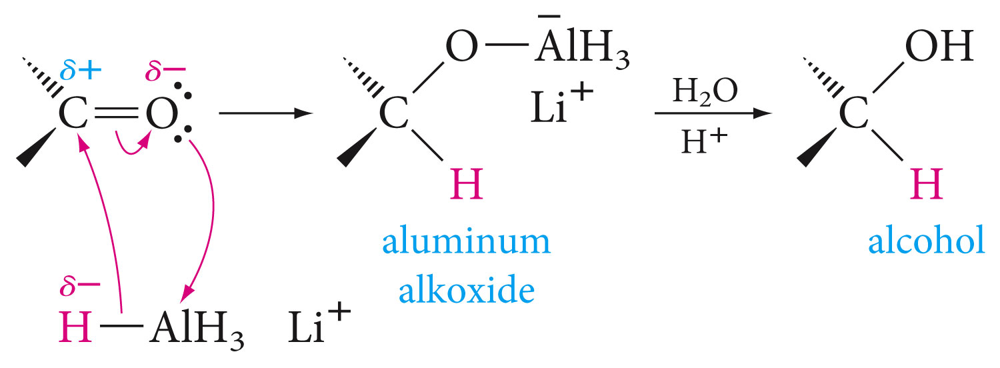 δ+ δ−
C=O
H—AlH₃ Li⁺
δ−
O—AlH₃
−
Li⁺
C
H
aluminum
alkoxide
H₂O
H⁺
OH
C
H
alcohol